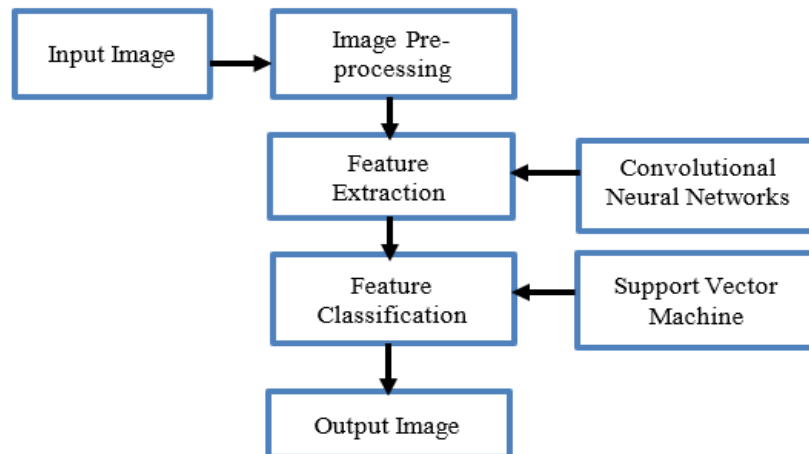 Input Image
Image Pre-
processing
Feature
Extraction
Convolutional
Neural Networks
Feature
Classification
Support Vector
Machine
Output Image